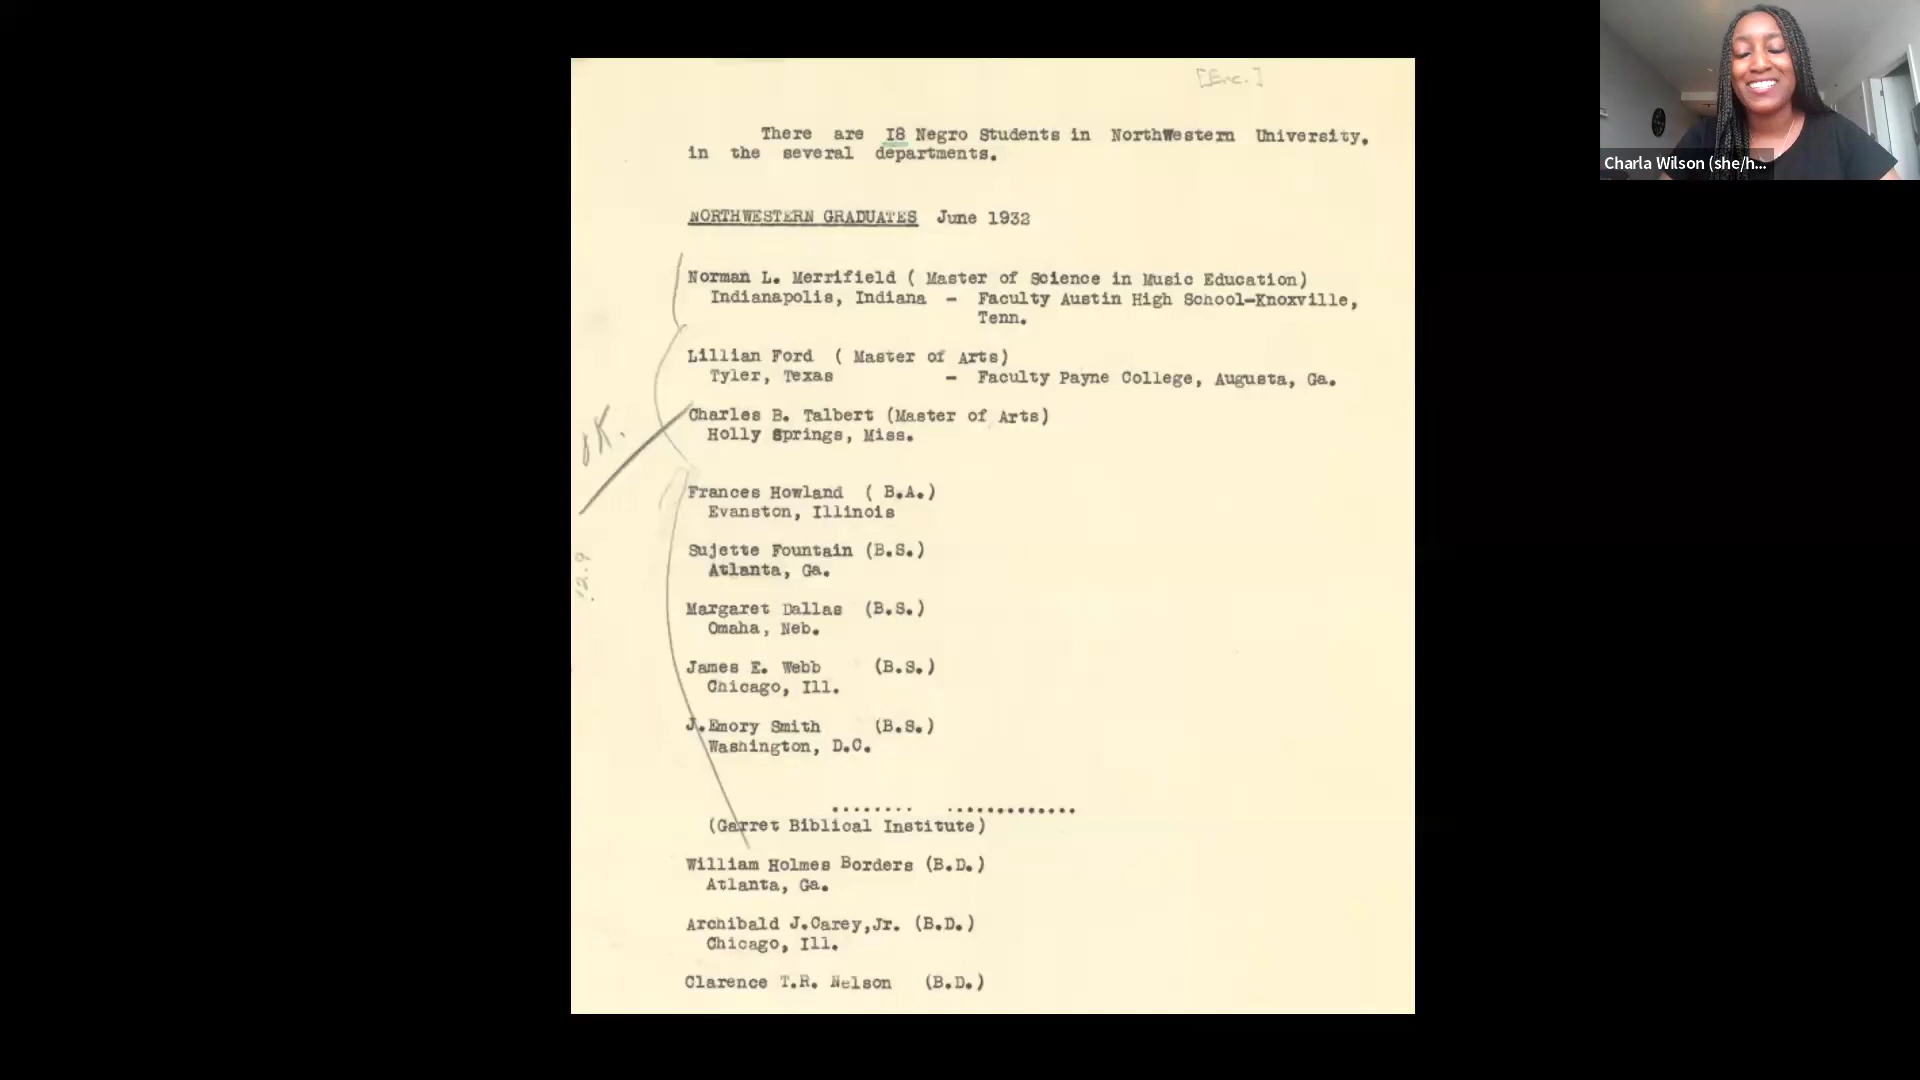 [Enc.]
There are I8 Negro Students in NorthWestern University,
in the several departments.
NORTHWESTERN GRADUATES June 1932
Norman L. Merrifield ( Master of Science in Music Education)
Indianapolis, Indiana - Faculty Austin High School-Knoxville,
Tenn.
Lillian Ford ( Master of Arts)
Tyler, Texas - Faculty Payne College, Augusta, Ga.
Charles B. Talbert (Master of Arts)
Holly Springs, Miss.
OK.
Frances Howland ( B.A.)
Evanston, Illinois
Sujette Fountain (B.S.)
Atlanta, Ga.
12.9
Margaret Dallas (B.S.)
Omaha, Neb.
James E. Webb (B.S.)
Chicago, Ill.
J.Emory Smith (B.S.)
Washington, D.C.
........ .............
(Garret Biblical Institute)
William Holmes Borders (B.D.)
Atlanta, Ga.
Archibald J.Carey,Jr. (B.D.)
Chicago, Ill.
Clarence T.R. Nelson (B.D.)
Charla Wilson (she/h...